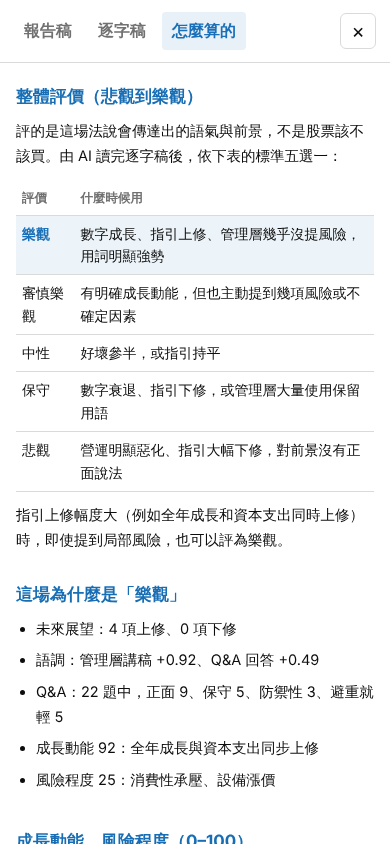 報告稿 逐字稿 怎麼算的 ×
整體評價（悲觀到樂觀）
評的是這場法說會傳達出的語氣與前景，不是股票該不
該買。由 AI 讀完逐字稿後，依下表的標準五選一：
評價 什麼時候用
樂觀 數字成長、指引上修、管理層幾乎沒提風險，
用詞明顯強勢
審慎樂 有明確成長動能，但也主動提到幾項風險或不
觀 確定因素
中性 好壞參半，或指引持平
保守 數字衰退、指引下修，或管理層大量使用保留
用語
悲觀 營運明顯惡化、指引大幅下修，對前景沒有正
面說法
指引上修幅度大（例如全年成長和資本支出同時上修）
時，即使提到局部風險，也可以評為樂觀。
這場為什麼是「樂觀」
• 未來展望：4 項上修、0 項下修
• 語調：管理層講稿 +0.92、Q&A 回答 +0.49
• Q&A：22 題中，正面 9、保守 5、防禦性 3、避重就
輕 5
• 成長動能 92：全年成長與資本支出同步上修
• 風險程度 25：消費性承壓、設備漲價
成長動能、風險程度（0–100）